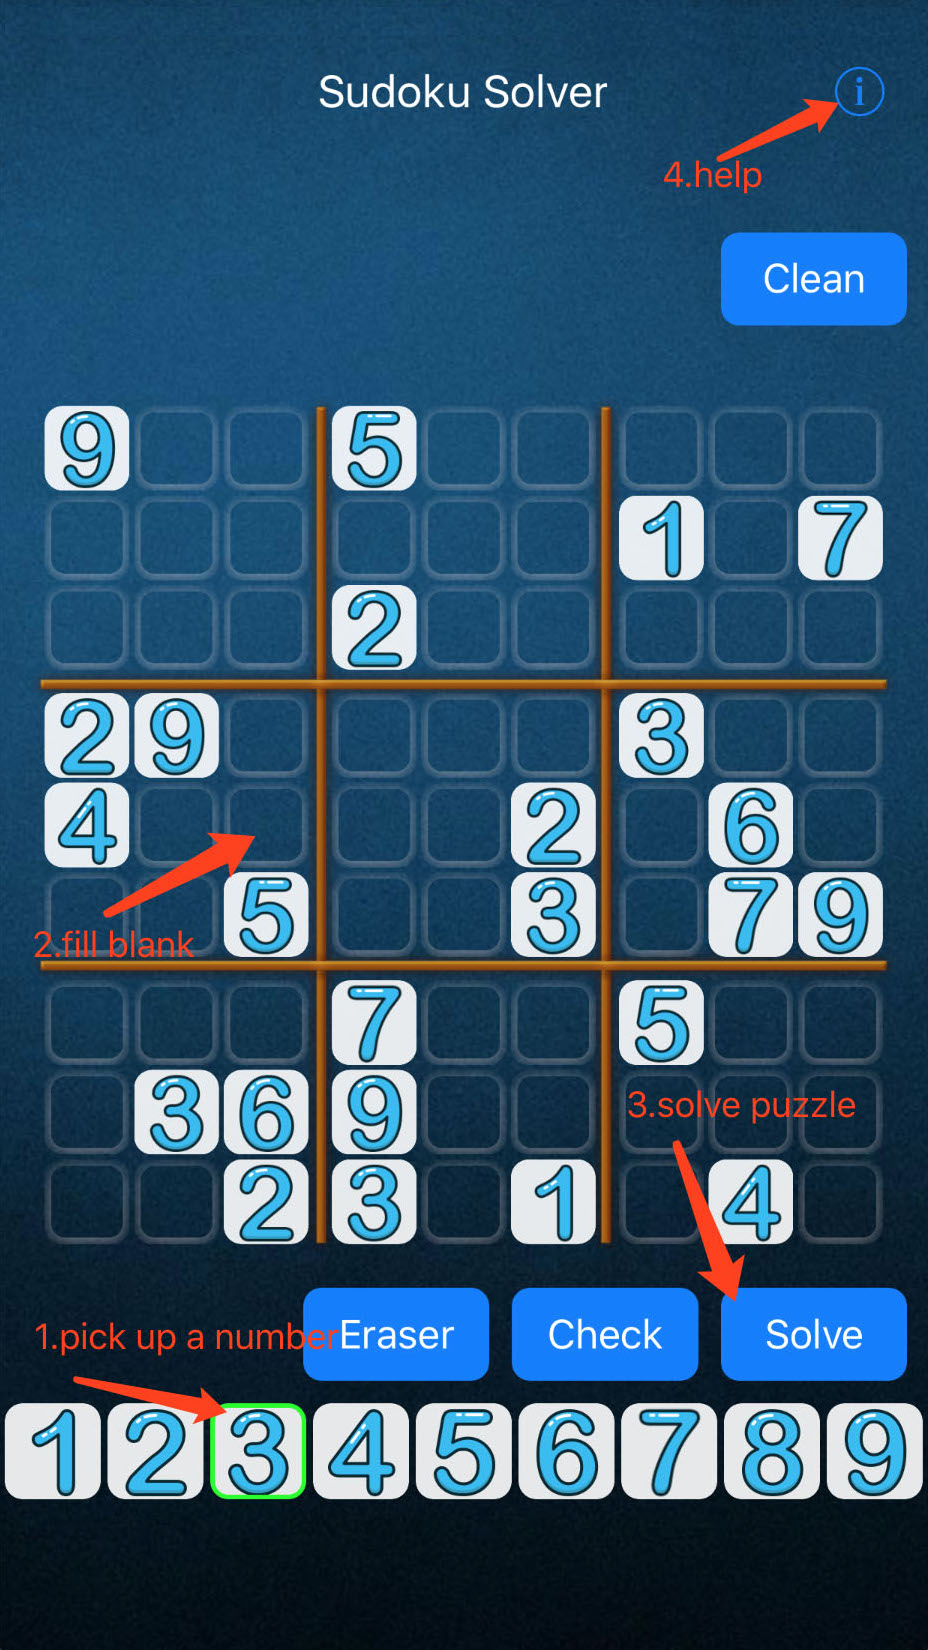 Sudoku Solver
i
4.help
Clean
9 5
1 7
2
2 9 3
4 2 6
5 3 7 9
2.fill blank
7 5
3 6 9
3.solve puzzle
2 3 1 4
1.pick up a number
Eraser Check Solve
1 2 3 4 5 6 7 8 9